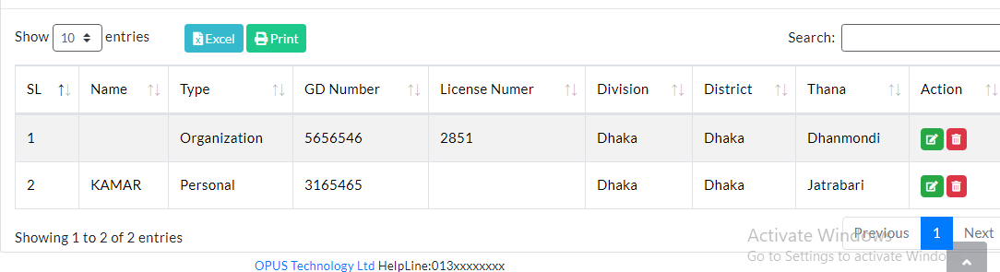 Show 10 entries Excel Print Search:
SL Name Type GD Number License Numer Division District Thana Action
1 Organization 5656546 2851 Dhaka Dhaka Dhanmondi
2 KAMAR Personal 3165465 Dhaka Dhaka Jatrabari
Showing 1 to 2 of 2 entries
Previous 1 Next
Activate Windows
Go to Settings to activate Windo
OPUS Technology Ltd HelpLine:013xxxxxxxx